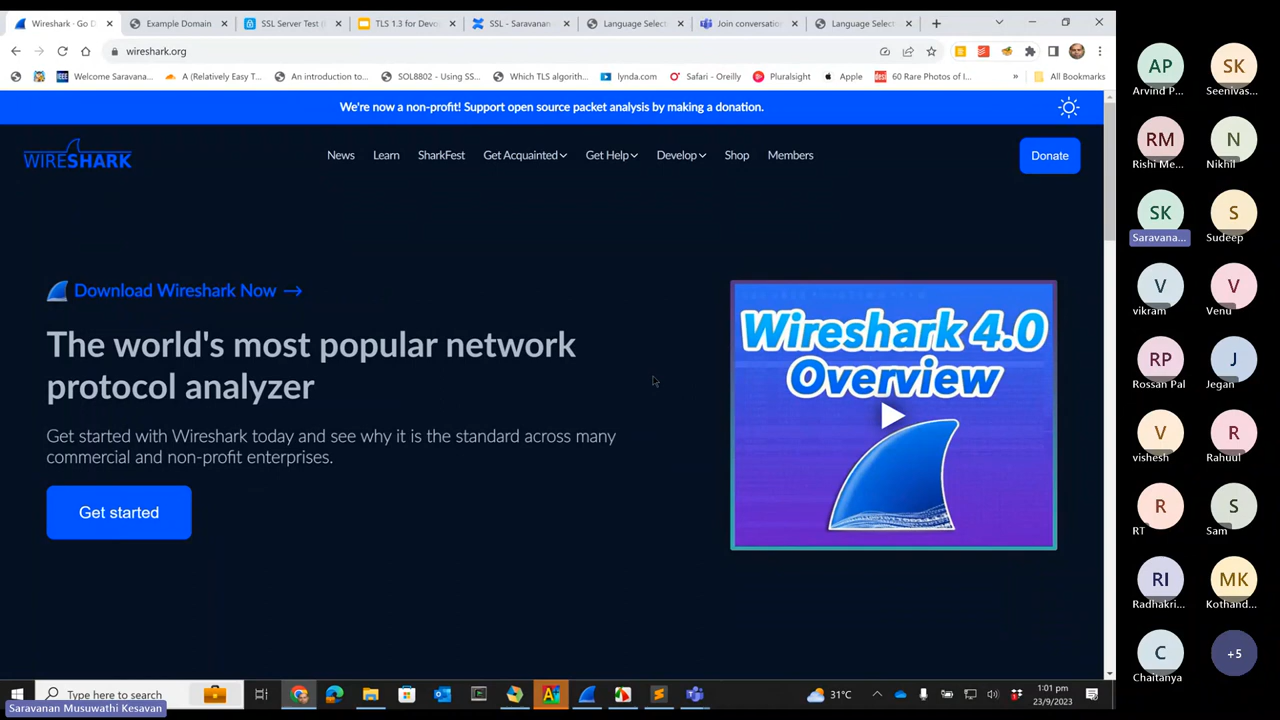 Wireshark · Go D
Example Domain
SSL Server Test (
TLS 1.3 for Devo
SSL - Saravanan
Language Select
Join conversatio
Language Select
wireshark.org
Welcome Saravana...
A (Relatively Easy T...
An introduction to...
SOL8802 - Using SS...
Which TLS algorith...
lynda.com
Safari - Oreilly
Pluralsight
Apple
60 Rare Photos of I...
»
All Bookmarks
We're now a non-profit! Support open source packet analysis by making a donation.
WIRESHARK
News
Learn
SharkFest
Get Acquainted
Get Help
Develop
Shop
Members
Donate
Download Wireshark Now →
The world's most popular network
protocol analyzer
Get started with Wireshark today and see why it is the standard across many
commercial and non-profit enterprises.
Get started
Wireshark 4.0
Overview
Type here to search
31°C
1:01 pm
23/9/2023
Saravanan Musuwathi Kesavan
AP
Arvind P...
SK
Seenivas...
RM
Rishi Me...
N
Nikhil
SK
Saravana...
S
Sudeep
V
vikram
V
Venu
RP
Rossan Pal
J
Jegan
V
vishesh
R
Rahuul
R
RT
S
Sam
RI
Radhakri...
MK
Kothand...
C
Chaitanya
+5